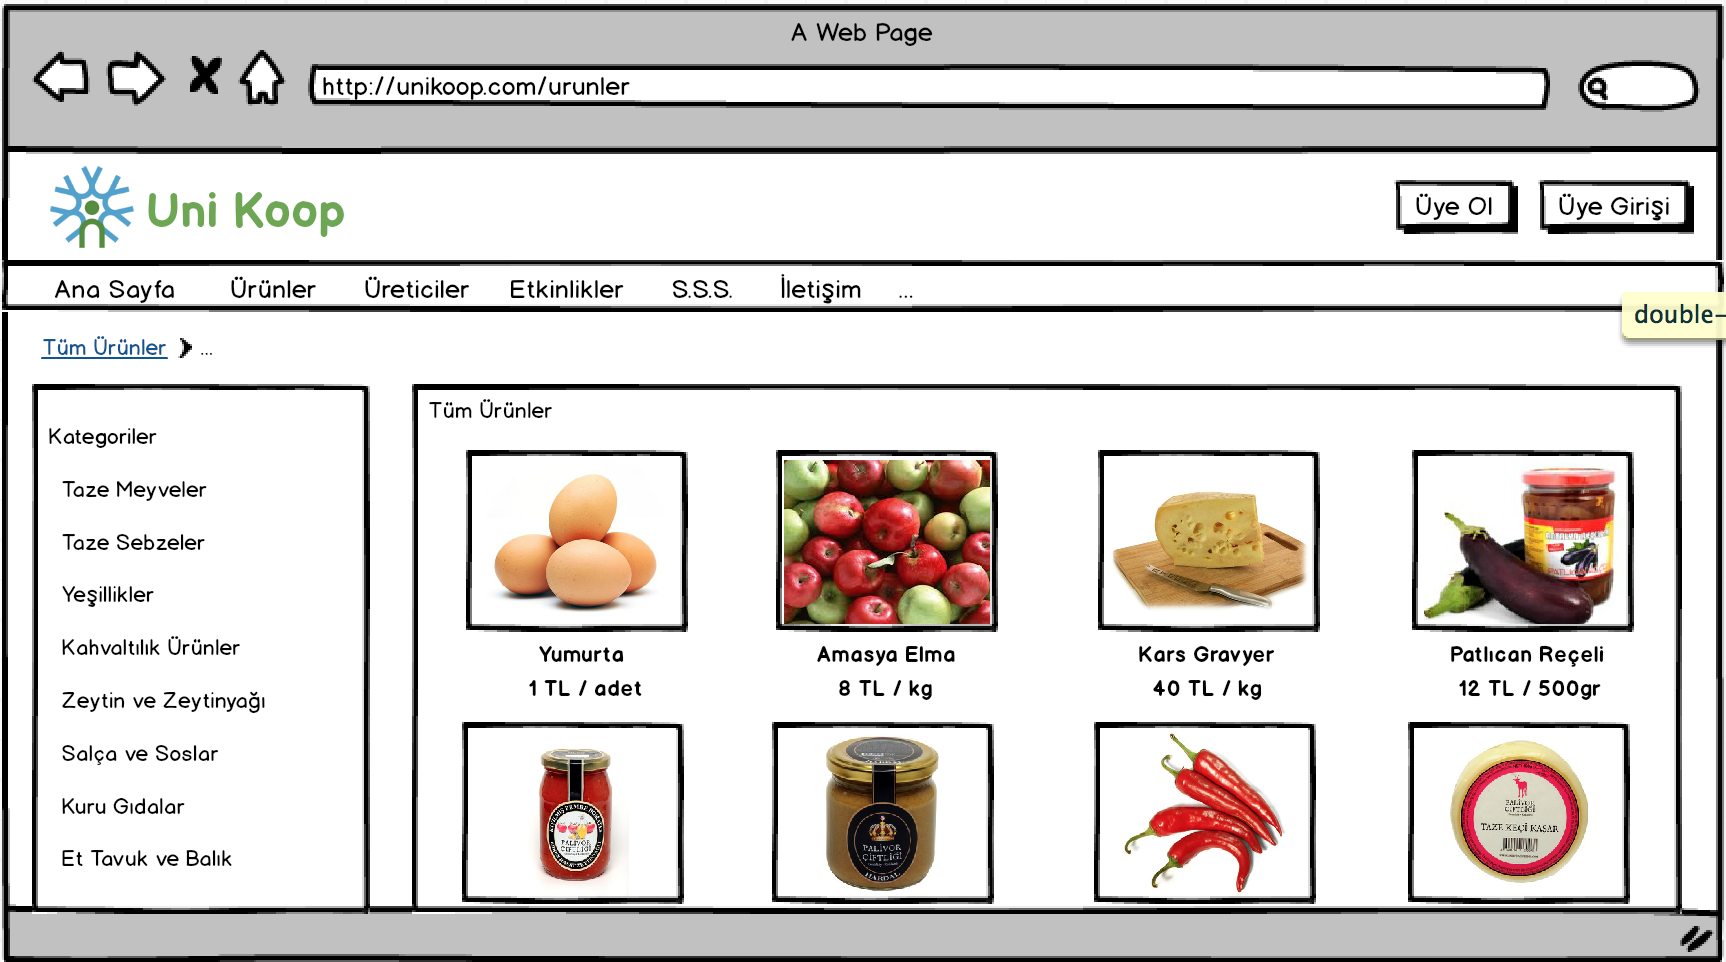 A Web Page
http://unikoop.com/urunler
Uni Koop
Üye Ol
Üye Girişi
Ana Sayfa Ürünler Üreticiler Etkinlikler S.S.S. İletişim ...
double-
Tüm Ürünler ...
Kategoriler
Taze Meyveler
Taze Sebzeler
Yeşillikler
Kahvaltılık Ürünler
Zeytin ve Zeytinyağı
Salça ve Soslar
Kuru Gıdalar
Et Tavuk ve Balık
Tüm Ürünler
Yumurta
1 TL / adet
Amasya Elma
8 TL / kg
Kars Gravyer
40 TL / kg
Patlıcan Reçeli
12 TL / 500gr
PALİVOR
ÇİFTLİĞİ
PALİVOR
ÇİFTLİĞİ
HARDAL
PALİVOR
ÇİFTLİĞİ
TAZE KEÇİ KAŞAR